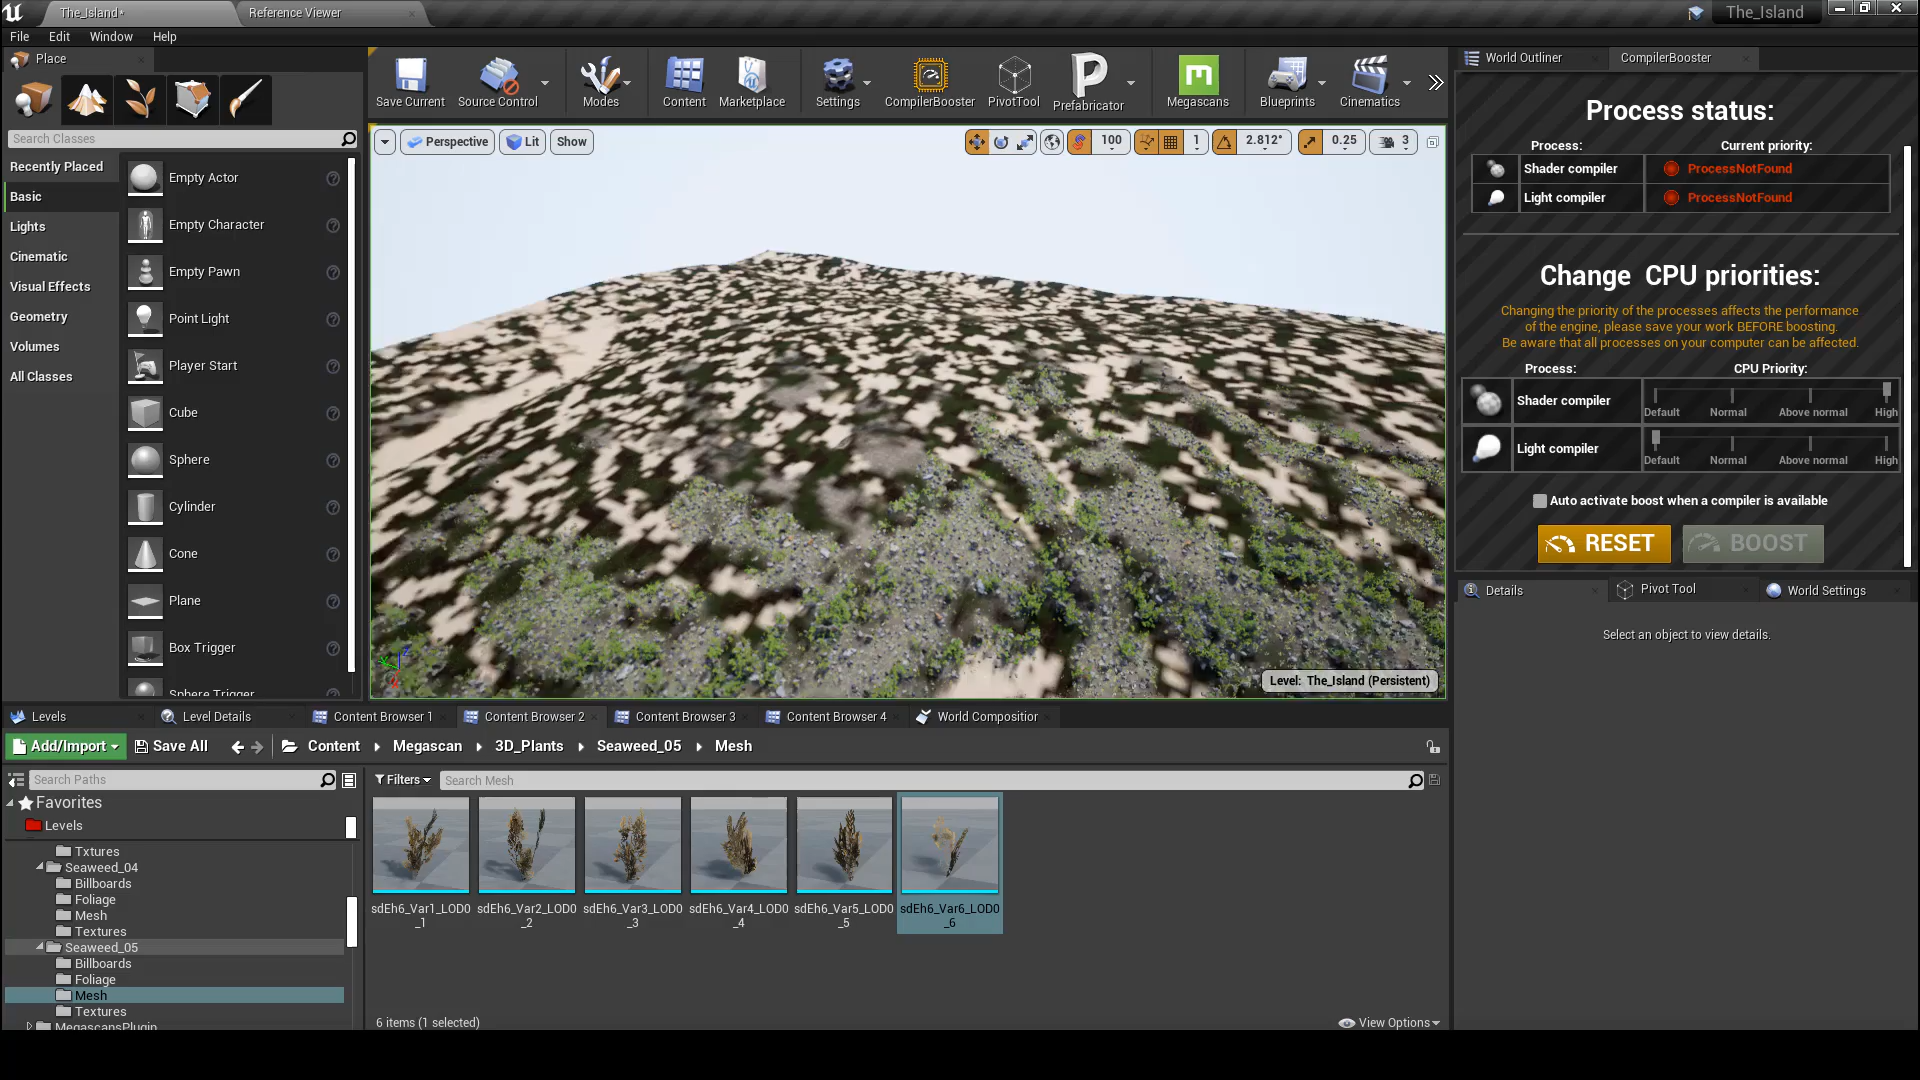 The_Island•
Reference Viewer
The_Island
File Edit Window Help
Place
Search Classes
Recently Placed
Basic
Lights
Cinematic
Visual Effects
Geometry
Volumes
All Classes
Empty Actor
Empty Character
Empty Pawn
Point Light
Player Start
Cube
Sphere
Cylinder
Cone
Plane
Box Trigger
Sphere Trigger
Save Current Source Control Modes Content Marketplace Settings CompilerBooster PivotTool Prefabricator Megascans Blueprints Cinematics
Perspective Lit Show
100 1 2.812° 0.25 3
Level: The_Island (Persistent)
World Outliner CompilerBooster
Process status:
Process: Current priority:
Shader compiler ProcessNotFound
Light compiler ProcessNotFound
Change CPU priorities:
Changing the priority of the processes affects the performance
of the engine, please save your work BEFORE boosting.
Be aware that all processes on your computer can be affected.
Process: CPU Priority:
Shader compiler
Default Normal Above normal High
Light compiler
Default Normal Above normal High
Auto activate boost when a compiler is available
RESET BOOST
Details Pivot Tool World Settings
Select an object to view details.
Levels Level Details Content Browser 1 Content Browser 2 Content Browser 3 Content Browser 4 World Compositior
Add/Import Save All Content Megascan 3D_Plants Seaweed_05 Mesh
Search Paths
Filters Search Mesh
Favorites
Levels
Txtures
Seaweed_04
Billboards
Foliage
Mesh
Textures
Seaweed_05
Billboards
Foliage
Mesh
Textures
MegascansPlugin
sdEh6_Var1_LOD0
_1
sdEh6_Var2_LOD0
_2
sdEh6_Var3_LOD0
_3
sdEh6_Var4_LOD0
_4
sdEh6_Var5_LOD0
_5
sdEh6_Var6_LOD0
_6
6 items (1 selected)
View Options